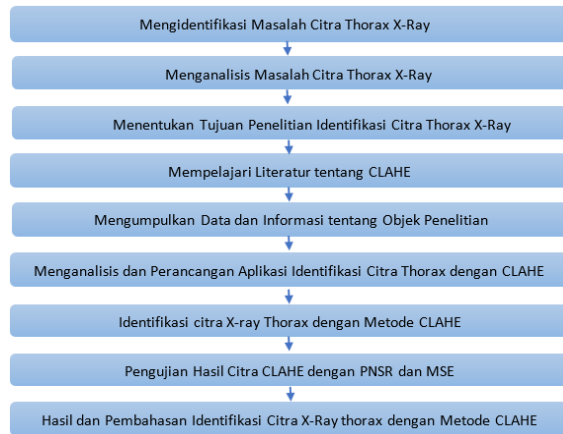 Mengidentifikasi Masalah Citra Thorax X-Ray
Menganalisis Masalah Citra Thorax X-Ray
Menentukan Tujuan Penelitian Identifikasi Citra Thorax X-Ray
Mempelajari Literatur tentang CLAHE
Mengumpulkan Data dan Informasi tentang Objek Penelitian
Menganalisis dan Perancangan Aplikasi Identifikasi Citra Thorax dengan CLAHE
Identifikasi citra X-ray Thorax dengan Metode CLAHE
Pengujian Hasil Citra CLAHE dengan PNSR dan MSE
Hasil dan Pembahasan Identifikasi Citra X-Ray thorax dengan Metode CLAHE